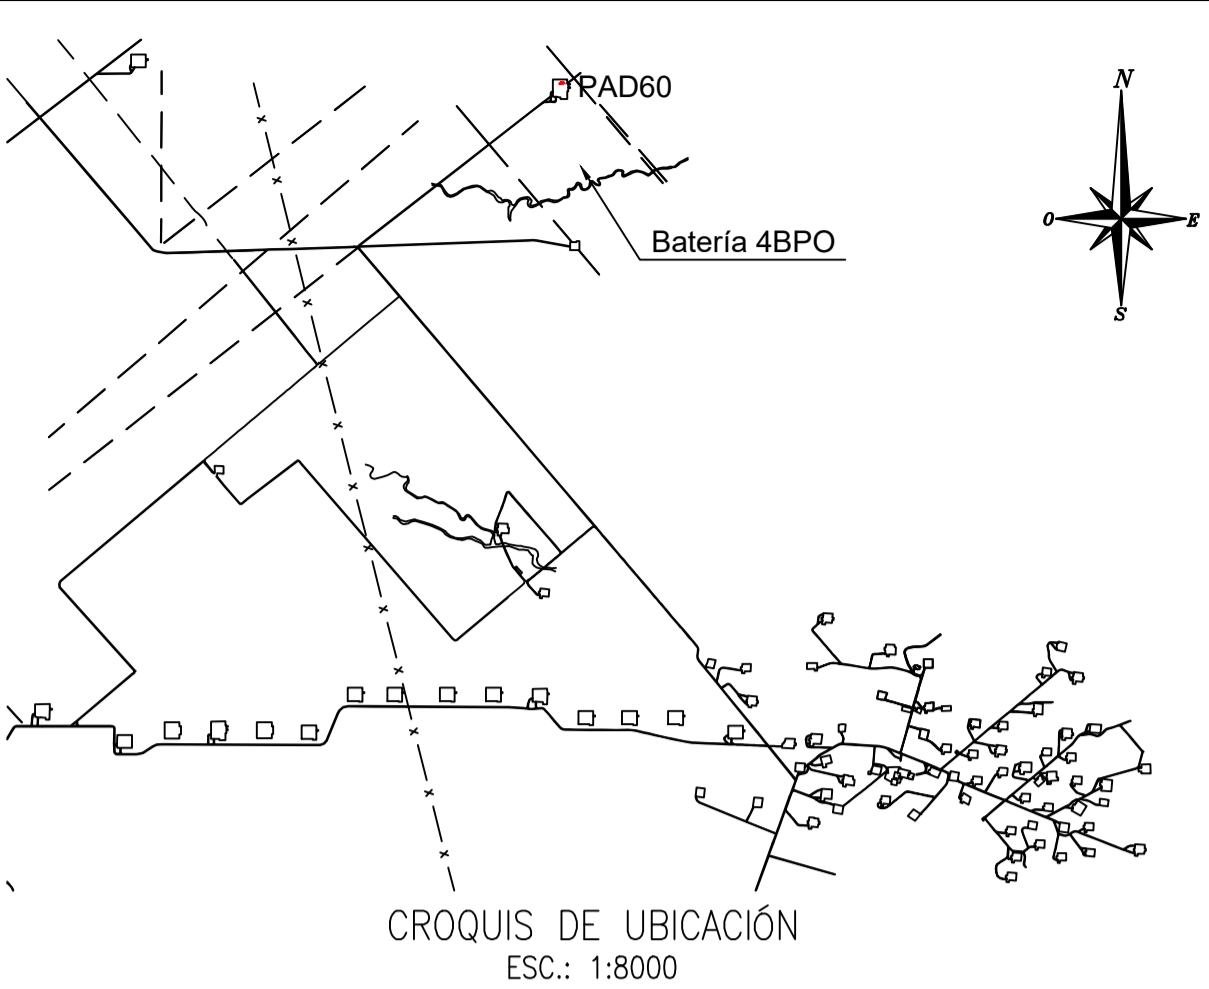 N
PAD60
O
E
Batería 4BPO
S
CROQUIS DE UBICACIÓN
ESC.: 1:8000